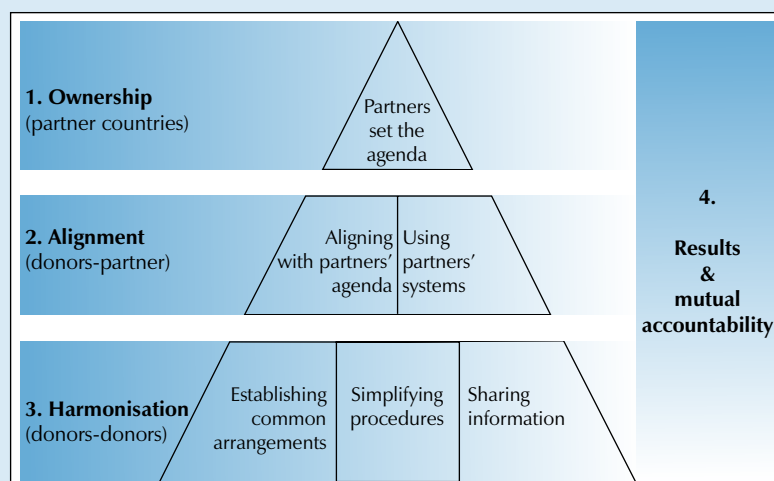 1. Ownership
(partner countries)
Partners
set the
agenda
2. Alignment
(donors-partner)
Aligning
with partners’
agenda
Using
partners’
systems
3. Harmonisation
(donors-donors)
Establishing
common
arrangements
Simplifying
procedures
Sharing
information
4.
Results
&
mutual
accountability